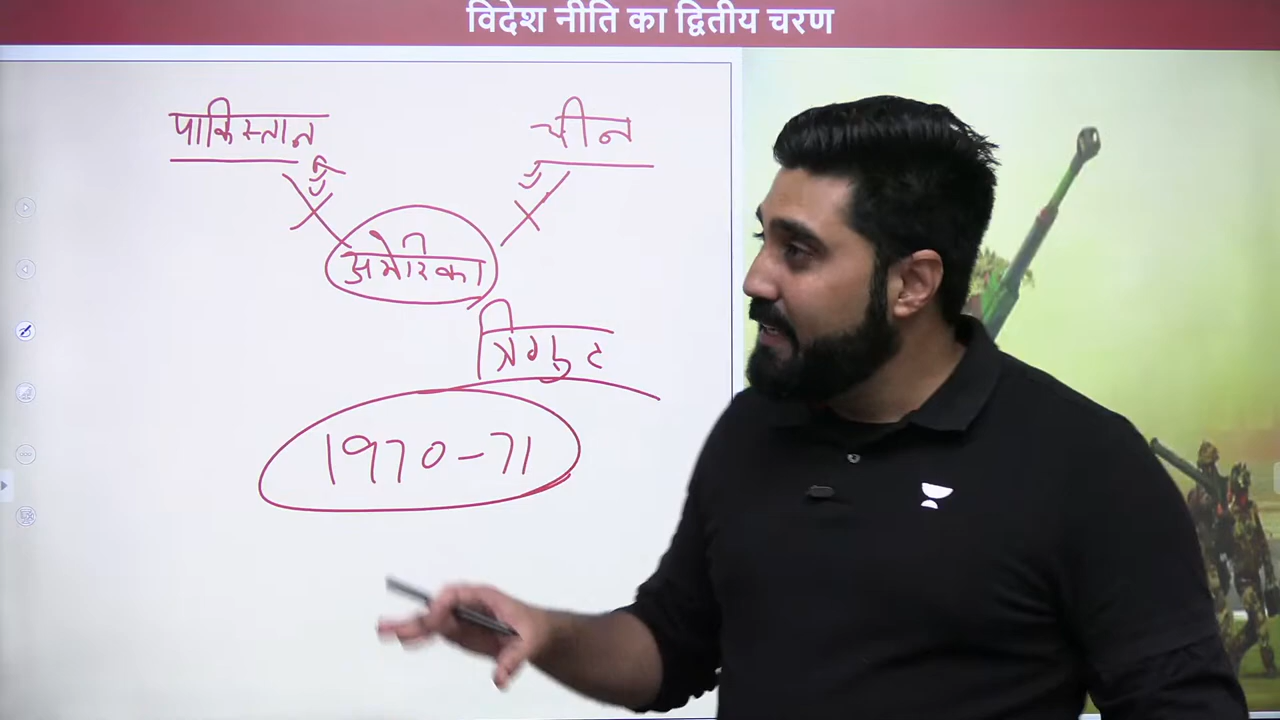 विदेश नीति का द्वितीय चरण
पाकिस्तान
चीन
अमेरिका
त्रिगुट
1970-71